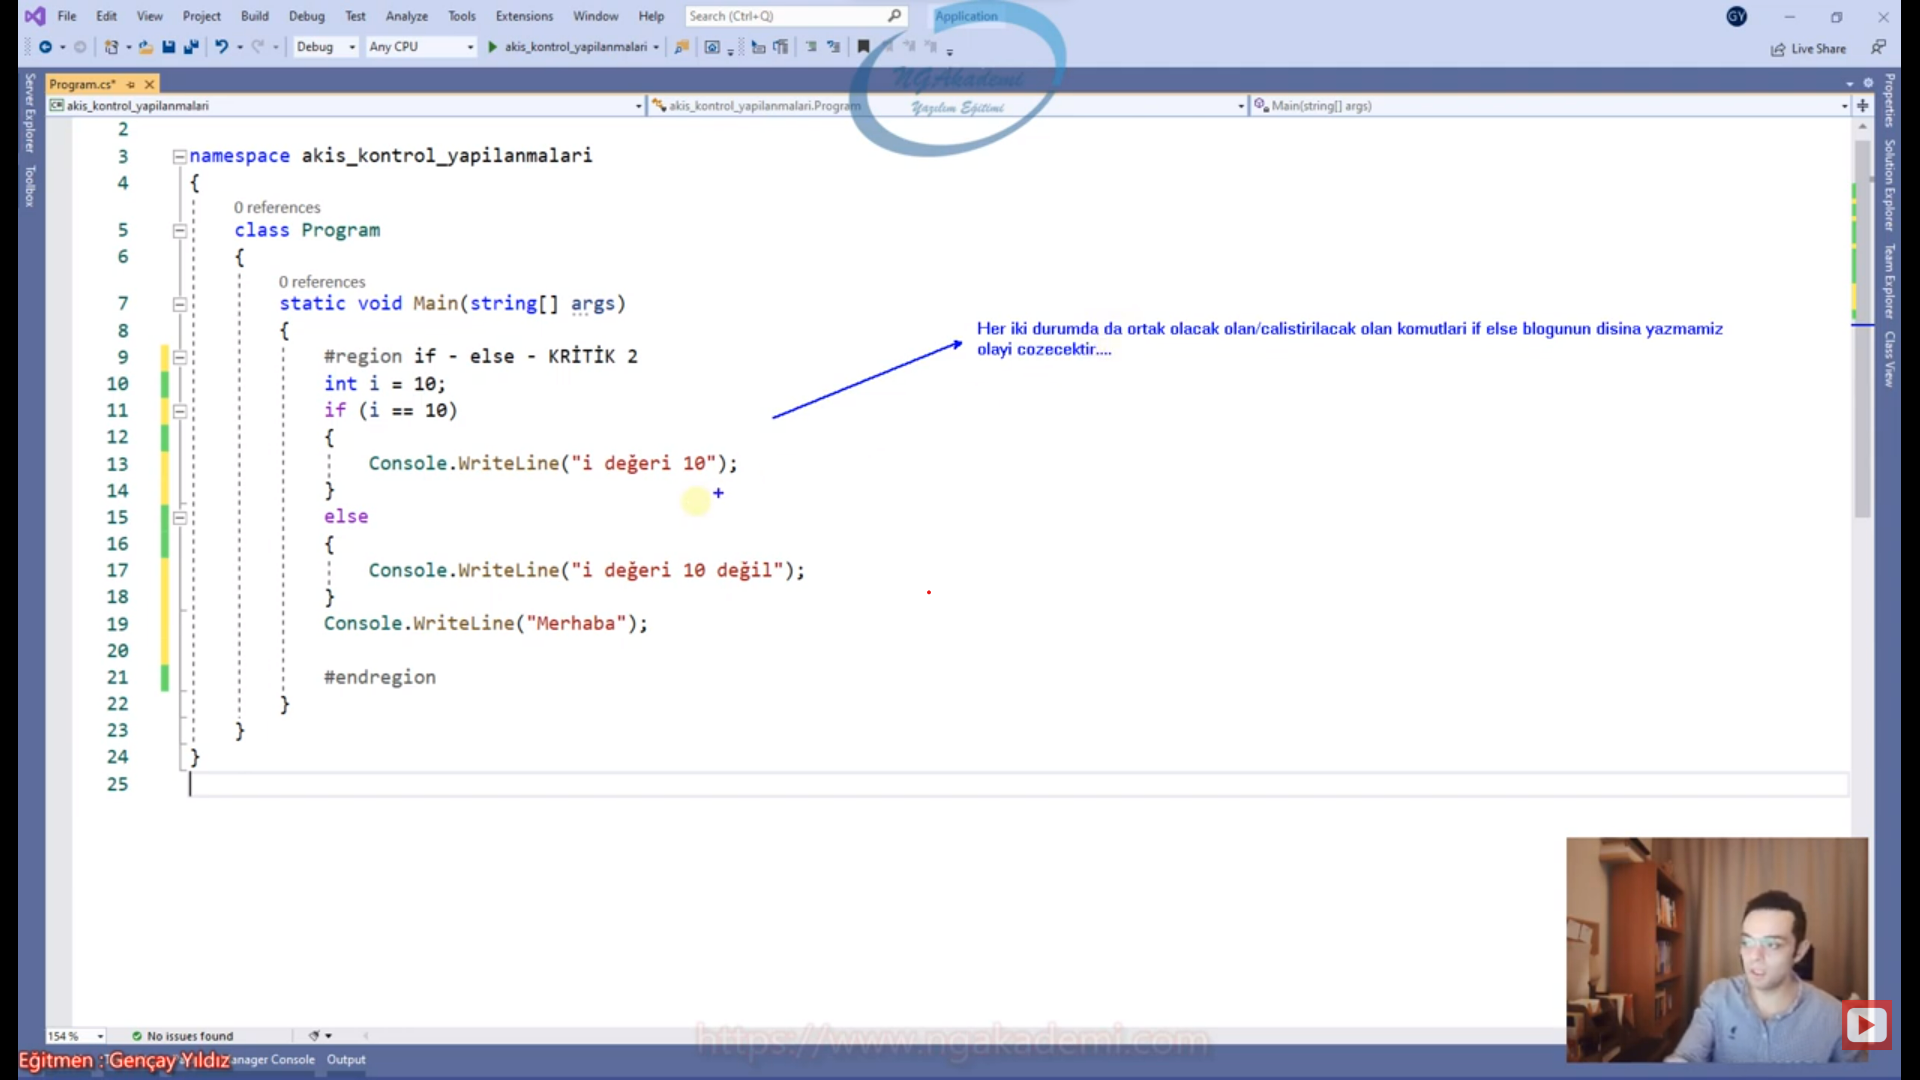 File Edit View Project Build Debug Test Analyze Tools Extensions Window Help Search (Ctrl+Q) Application GY
Debug Any CPU akis_kontrol_yapilanmalari Live Share
NGAkademi
Yazılım Eğitimi
Program.cs*
akis_kontrol_yapilanmalari akis_kontrol_yapilanmalari.Program Main(string[] args)
Server Explorer Toolbox
Properties Solution Explorer Team Explorer Class View
2
3 namespace akis_kontrol_yapilanmalari
4 {
0 references
5 class Program
6 {
0 references
7 static void Main(string[] args)
8 {
9 #region if - else - KRİTİK 2
10 int i = 10;
11 if (i == 10)
12 {
13 Console.WriteLine("i değeri 10");
14 }
15 else
16 {
17 Console.WriteLine("i değeri 10 değil");
18 }
19 Console.WriteLine("Merhaba");
20
21 #endregion
22 }
23 }
24 }
25
Her iki durumda da ortak olacak olan/calistirilacak olan komutlari if else blogunun disina yazmamiz
olayi cozecektir....
154 % No issues found
https://www.ngakademi.com
Eğitmen : Gençay Yıldız anager Console Output